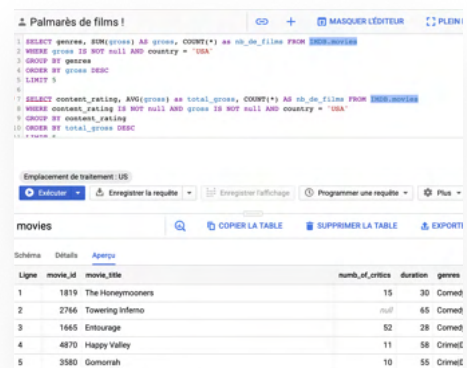 Palmarès de films !
MASQUER L'ÉDITEUR
PLEIN
1 SELECT genres, SUM(gross) AS gross, COUNT(*) AS nb_de_films FROM IMDB.movies
2 WHERE gross IS NOT null AND country = "USA"
3 GROUP BY genres
4 ORDER BY gross DESC
5 LIMIT 5
6
7 SELECT content_rating, AVG(gross) as total_gross, COUNT(*) AS nb_de_films FROM IMDB.movies
8 WHERE content_rating IS NOT null AND gross IS NOT null AND country = "USA"
9 GROUP BY content_rating
10 ORDER BY total_gross DESC
Emplacement de traitement : US
Exécuter
Enregistrer la requête
Enregistrer l'affichage
Programmer une requête
Plus
movies
COPIER LA TABLE
SUPPRIMER LA TABLE
EXPORT
Schéma Détails Aperçu
Ligne movie_id movie_title numb_of_critics duration genres
1 1819 The Honeymooners 15 30 Comed
2 2766 Towering Inferno null 65 Comed
3 1665 Entourage 52 28 Comed
4 4870 Happy Valley 11 58 Crime|D
5 3580 Gomorrah 10 55 Crime|D